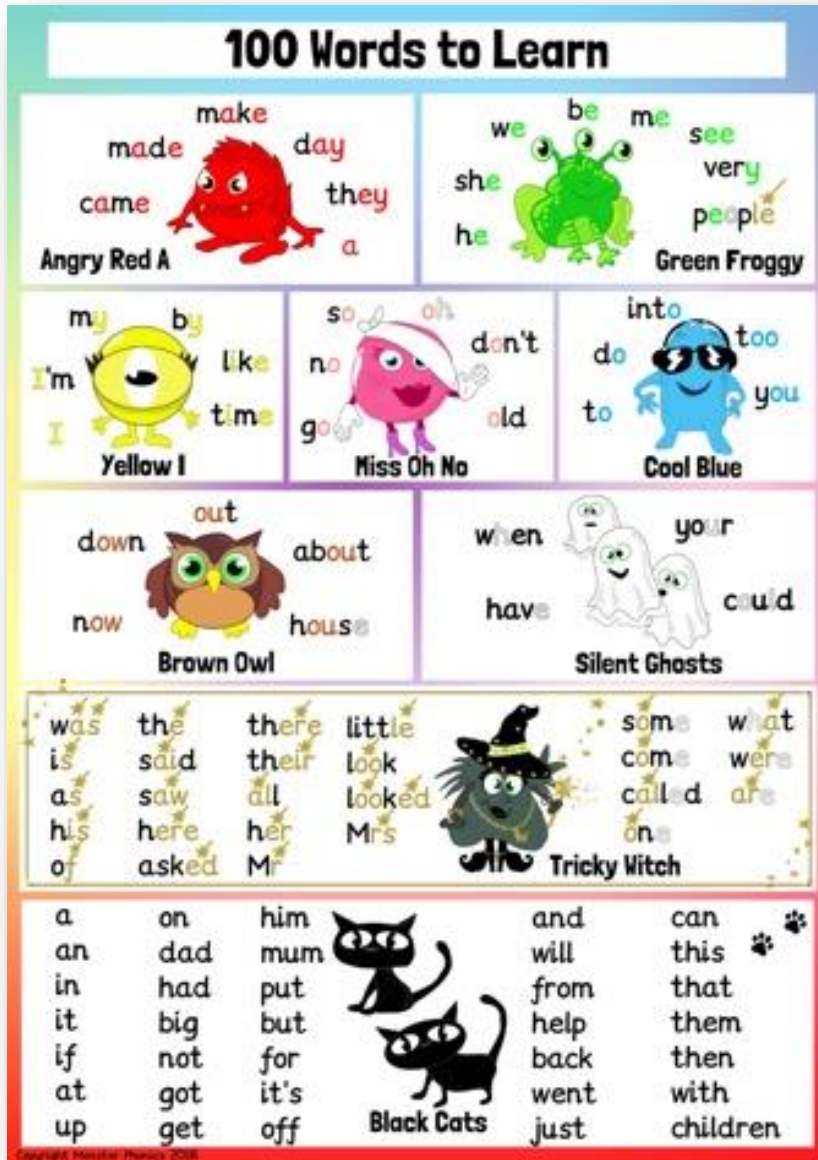 100 Words to Learn
make
made
day
came
they
a
Angry Red A
we
be
me
see
she
very
he
people
Green Froggy
my
by
I'm
like
I
time
Yellow I
so
oh
no
don't
go
old
Miss Oh No
into
do
too
to
you
Cool Blue
out
down
about
now
house
Brown Owl
when
your
have
could
Silent Ghosts
was the there little some what
is said their look come were
as saw all looked called are
his here her Mrs one
of asked Mr
Tricky Witch
a on him and can
an dad mum will this
in had put from that
it big but help them
if not for back then
at got it's went with
up get off just children
Black Cats
Copyright Monster Phonics 2018